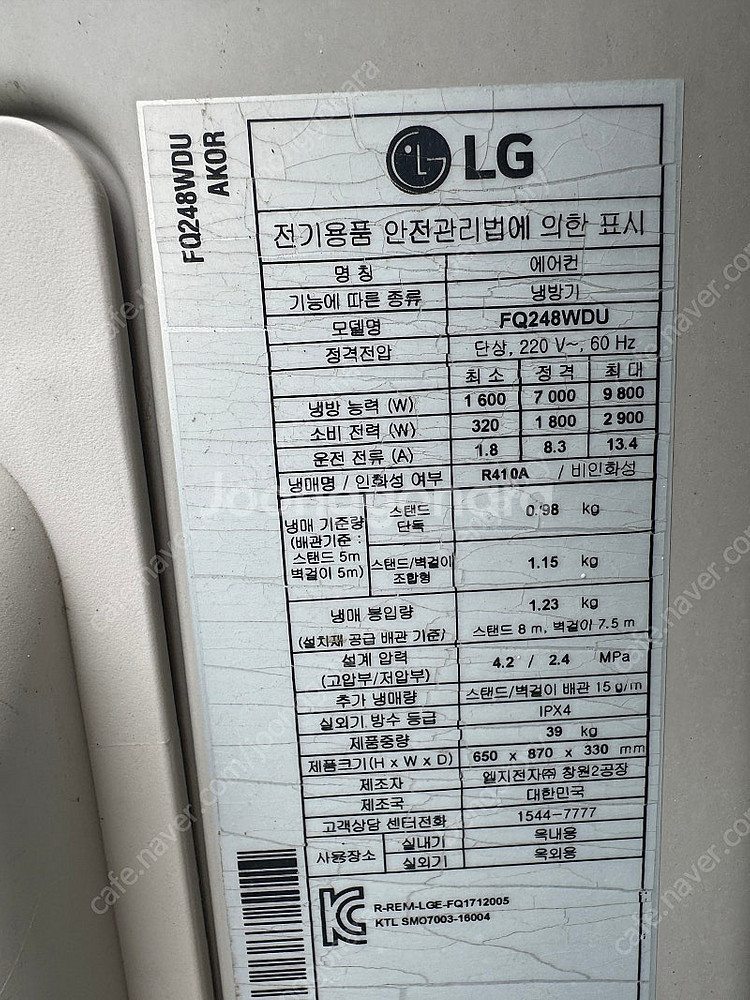 FQ248WDU
AKOR
LG
전기용품 안전관리법에 의한 표시
명 칭 에어컨
기능에 따른 종류 냉방기
모델명 FQ248WDU
정격전압 단상, 220 V~, 60 Hz
최 소 정 격 최 대
냉방 능력 (W) 1 600 7 000 9 800
소비 전력 (W) 320 1 800 2 900
운전 전류 (A) 1.8 8.3 13.4
냉매명 / 인화성 여부 R410A / 비인화성
냉매 기준량
(배관기준 :
스탠드 5m
벽걸이 5m)
스탠드
단독
0.98 kg
스탠드/벽걸이
조합형
1.15 kg
냉매 봉입량
(설치재 공급 배관 기준)
1.23 kg
스탠드 8 m, 벽걸이 7.5 m
설계 압력
(고압부/저압부)
4.2 / 2.4 MPa
추가 냉매량 스탠드/벽걸이 배관 15 g/m
실외기 방수 등급 IPX4
제품중량 39 kg
제품크기(H x W x D) 650 x 870 x 330 mm
제조자 엘지전자㈜ 창원2공장
제조국 대한민국
고객상담 센터전화 1544-7777
사용장소
실내기 옥내용
실외기 옥외용
R-REM-LGE-FQ1712005
KTL SM07003-16004
Joonggonara
cafe.naver.com/joonggonara